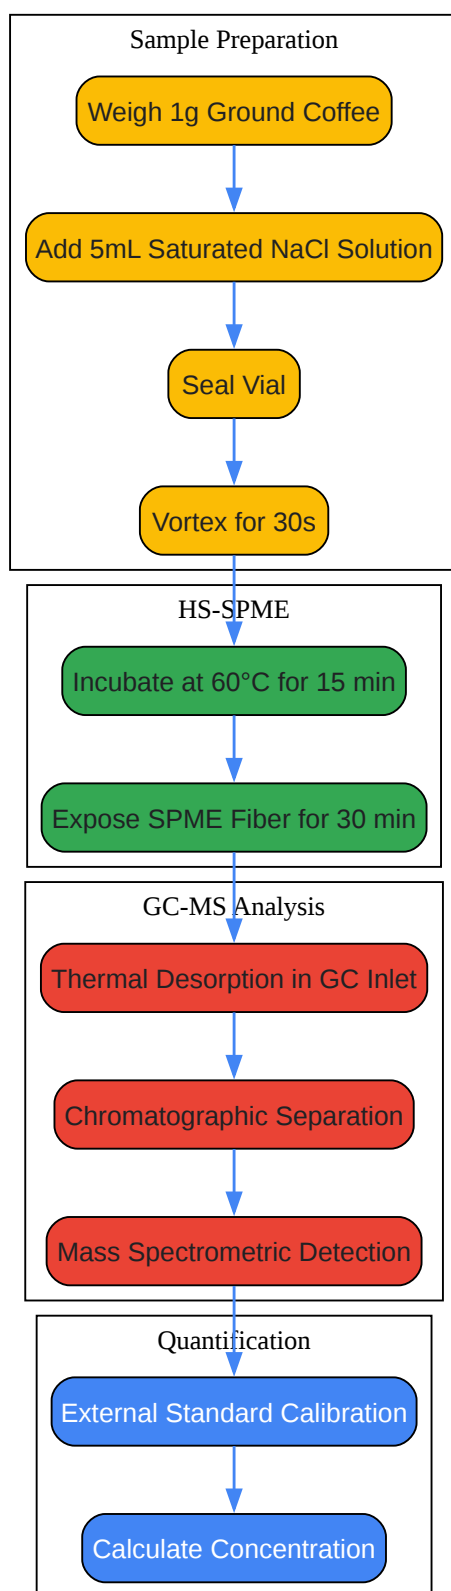 Sample Preparation
Weigh 1g Ground Coffee
Add 5mL Saturated NaCl Solution
Seal Vial
Vortex for 30s
HS-SPME
Incubate at 60°C for 15 min
Expose SPME Fiber for 30 min
GC-MS Analysis
Thermal Desorption in GC Inlet
Chromatographic Separation
Mass Spectrometric Detection
Quantification
External Standard Calibration
Calculate Concentration